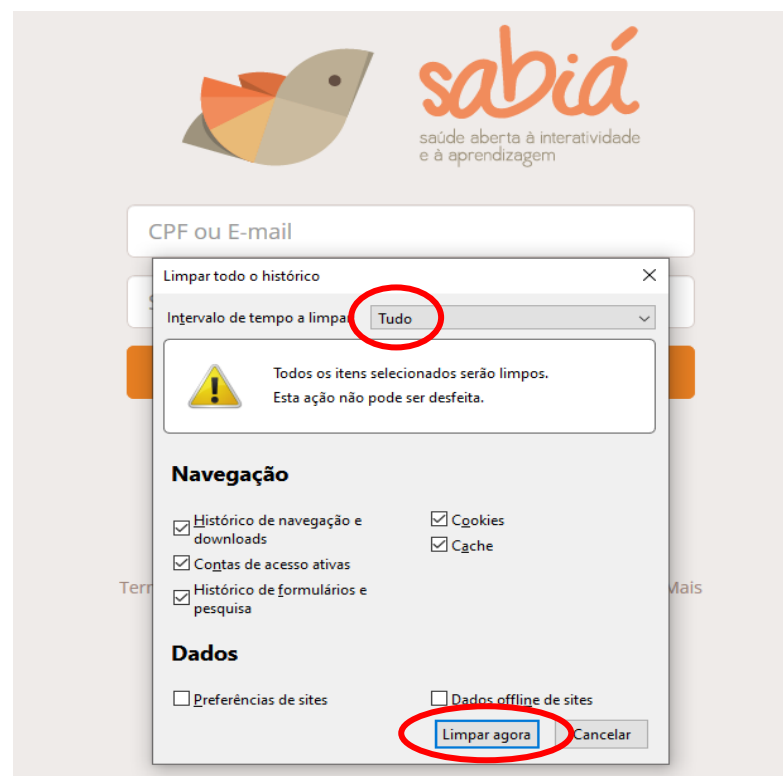 sabiá
saúde aberta à interatividade
e à aprendizagem
CPF ou E-mail
Limpar todo o histórico
Intervalo de tempo a limpar
Tudo
Todos os itens selecionados serão limpos.
Esta ação não pode ser desfeita.
Navegação
Histórico de navegação e
downloads
Cookies
Cache
Contas de acesso ativas
Histórico de formulários e
pesquisa
Terr
Mais
Dados
Preferências de sites
Dados offline de sites
Limpar agora
Cancelar